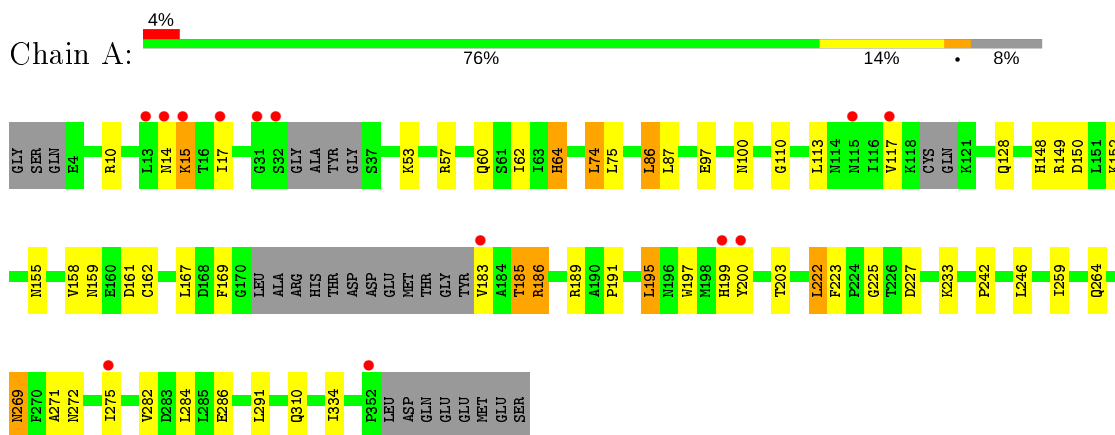 4%
Chain A:
76% 14% • 8%
GLY SER GLN E4 R10 L13 N14 K15 T16 I17 G31 S32 GLY ALA TYR GLY S37 K53 R57 Q60 S61 I62 I63 H64 L74 L75 L86 L87 E97 N100 G110 L113 N114 N115 I116 V117 K118 CYS GLN K121 Q128 H148 R149 D150 L151 K152
N155 V158 N159 E160 D161 C162 L167 D168 F169 G170 LEU ALA ARG HIS THR ASP ASP GLU MET THR GLY TYR V183 A184 T185 R186 R189 A190 P191 L195 N196 W197 M198 H199 Y200 T203 L222 F223 P224 G225 T226 D227 K233 P242 L246 I259 Q264
N269 F270 A271 N272 I275 V282 D283 L284 L285 E286 L291 Q310 I334 P352 LEU ASP GLN GLU GLU MET GLU SER